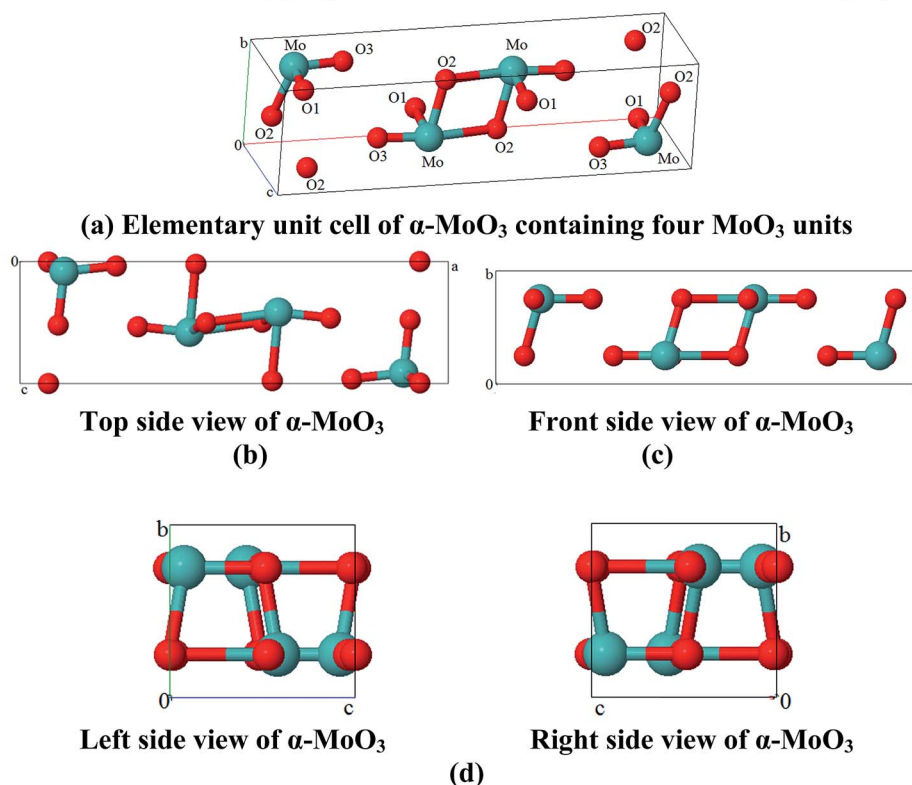 b
Mo
O3
O2
Mo
O2
O1
O1
O1
O1
O2
0
O3
Mo
O2
O3
Mo
O2
c
(a) Elementary unit cell of α-MoO₃ containing four MoO₃ units
0
a
b
c
0
Top side view of α-MoO₃
Front side view of α-MoO₃
(b)
(c)
b
b
0
c
c
0
Left side view of α-MoO₃
Right side view of α-MoO₃
(d)